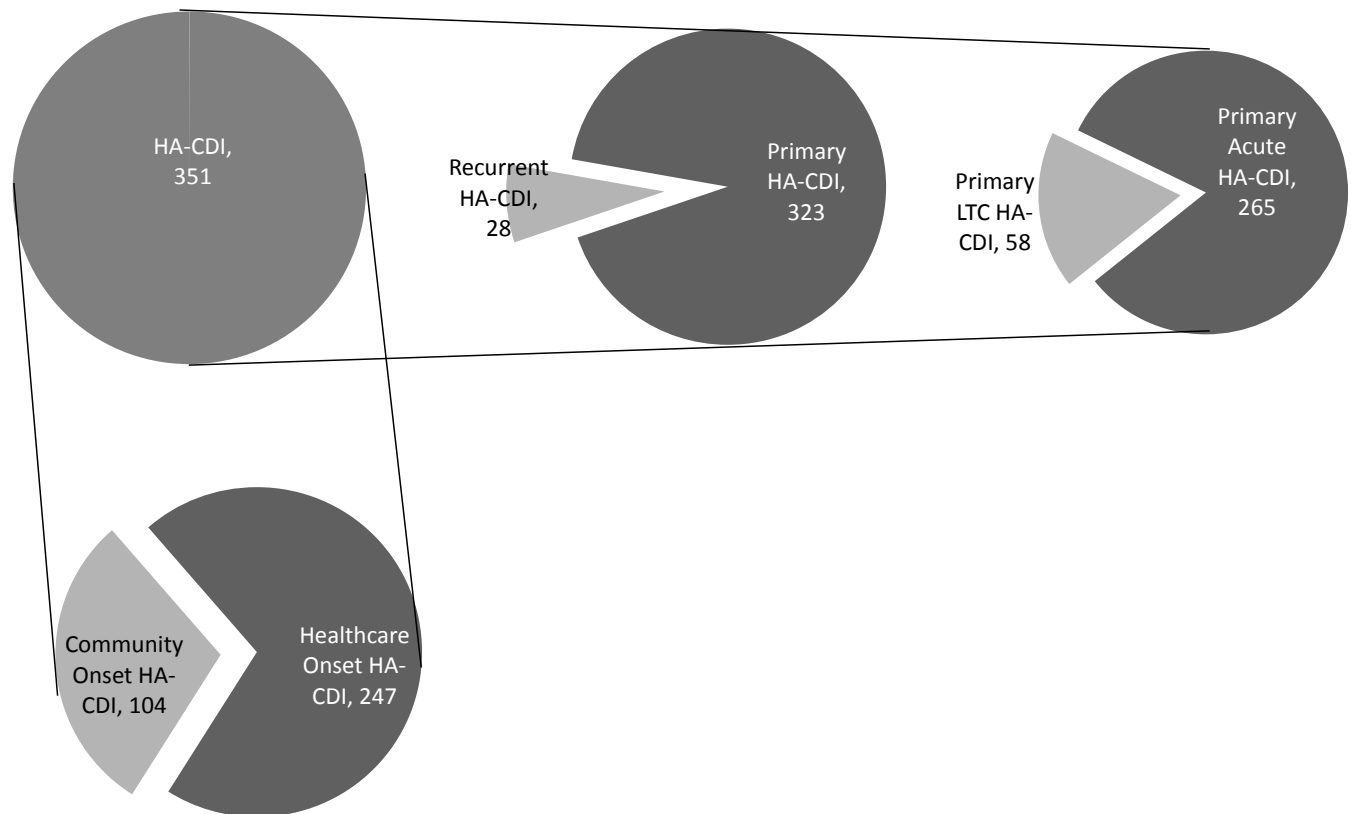 HA-CDI,
351
Recurrent
HA-CDI,
28
Primary
HA-CDI,
323
Primary
LTC HA-
CDI, 58
Primary
Acute
HA-CDI,
265
Community
Onset HA-
CDI, 104
Healthcare
Onset HA-
CDI, 247